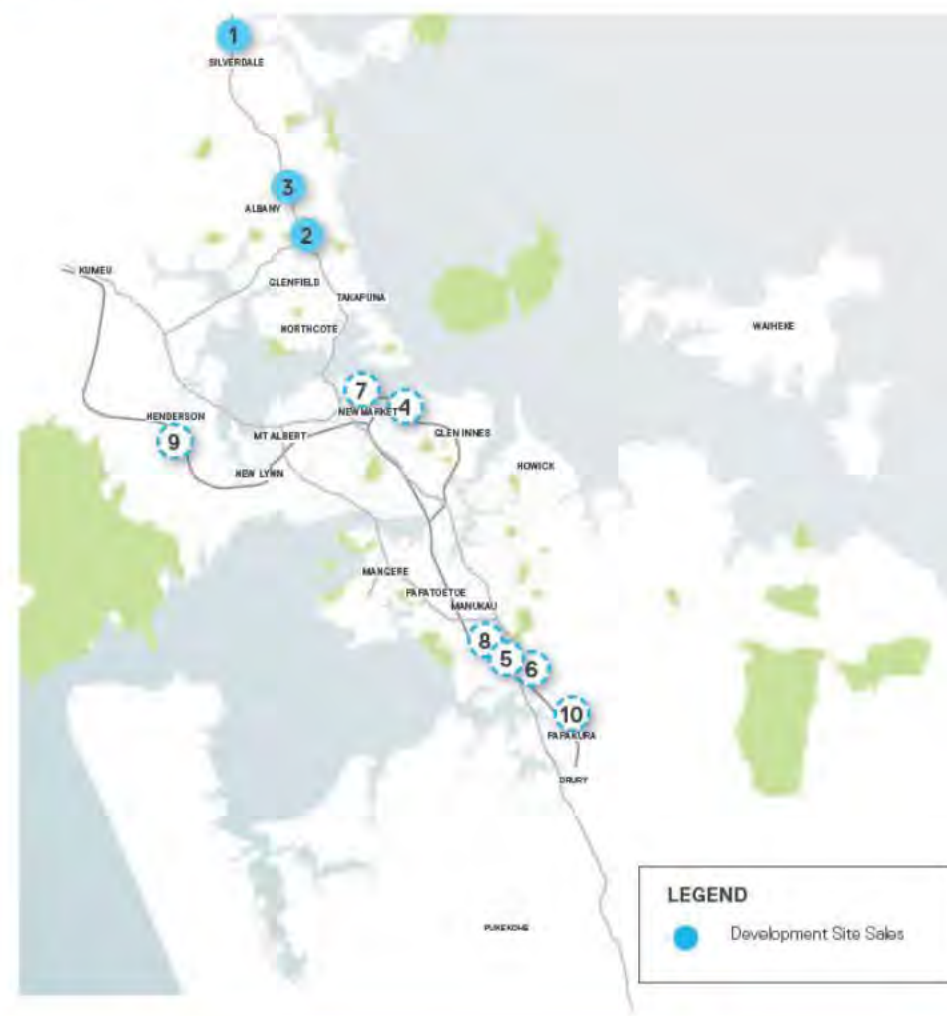 1
SILVERDALE
3
ALBANY
2
KUMEU
GLENFIELD
TAKAPUNA
NORTHCOTE
WAIHEKE
7
4
NEWMARKET
HENDERSON
9
MT ALBERT
GLEN INNES
NEW LYNN
HOWICK
MANGERE
PAPATOETOE
MANUKAU
8
5
6
10
PAPAKURA
DRURY
PUKEKOHE
LEGEND
Development Site Sales